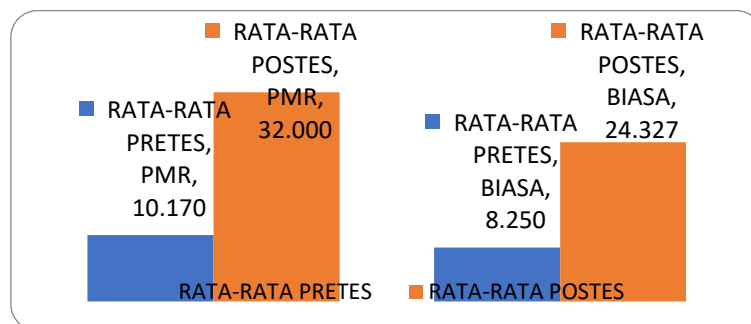 RATA-RATA
POSTES,
PMR,
32.000
RATA-RATA
PRETES,
PMR,
10.170
RATA-RATA
POSTES,
BIASA,
24.327
RATA-RATA
PRETES,
BIASA,
8.250
RATA-RATA PRETES
RATA-RATA POSTES